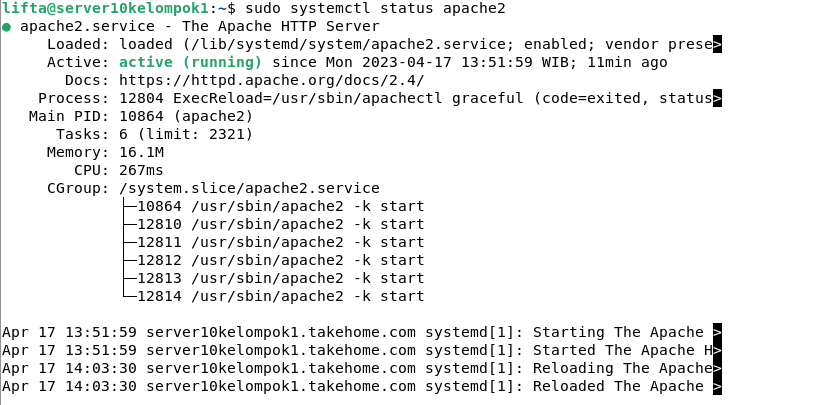 lifta@server10kelompok1:~$ sudo systemctl status apache2
● apache2.service - The Apache HTTP Server
     Loaded: loaded (/lib/systemd/system/apache2.service; enabled; vendor prese>
     Active: active (running) since Mon 2023-04-17 13:51:59 WIB; 11min ago
       Docs: https://httpd.apache.org/docs/2.4/
    Process: 12804 ExecReload=/usr/sbin/apachectl graceful (code=exited, status>
   Main PID: 10864 (apache2)
      Tasks: 6 (limit: 2321)
     Memory: 16.1M
        CPU: 267ms
     CGroup: /system.slice/apache2.service
             ├─10864 /usr/sbin/apache2 -k start
             ├─12810 /usr/sbin/apache2 -k start
             ├─12811 /usr/sbin/apache2 -k start
             ├─12812 /usr/sbin/apache2 -k start
             ├─12813 /usr/sbin/apache2 -k start
             └─12814 /usr/sbin/apache2 -k start

Apr 17 13:51:59 server10kelompok1.takehome.com systemd[1]: Starting The Apache >
Apr 17 13:51:59 server10kelompok1.takehome.com systemd[1]: Started The Apache H>
Apr 17 14:03:30 server10kelompok1.takehome.com systemd[1]: Reloading The Apache>
Apr 17 14:03:30 server10kelompok1.takehome.com systemd[1]: Reloaded The Apache >